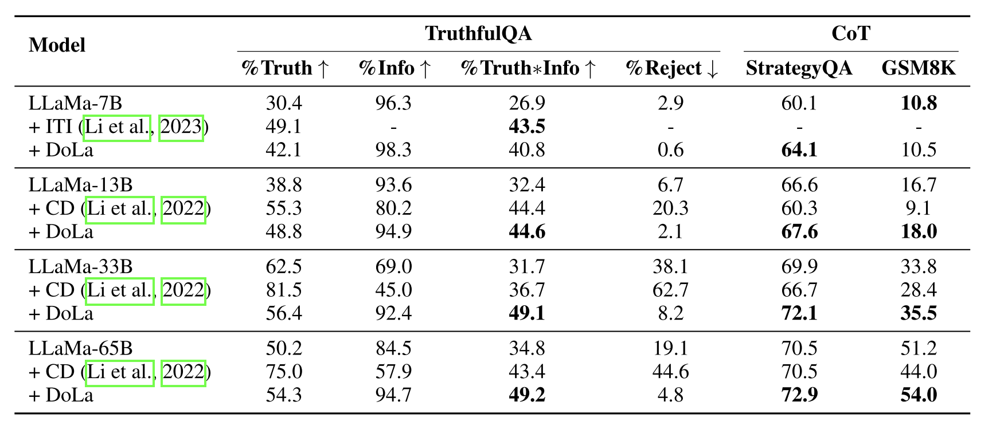 Model TruthfulQA CoT
%Truth ↑ %Info ↑ %Truth∗Info ↑ %Reject ↓ StrategyQA GSM8K
LLaMa-7B 30.4 96.3 26.9 2.9 60.1 10.8
+ ITI (Li et al., 2023) 49.1 - 43.5 - - -
+ DoLa 42.1 98.3 40.8 0.6 64.1 10.5
LLaMa-13B 38.8 93.6 32.4 6.7 66.6 16.7
+ CD (Li et al., 2022) 55.3 80.2 44.4 20.3 60.3 9.1
+ DoLa 48.8 94.9 44.6 2.1 67.6 18.0
LLaMa-33B 62.5 69.0 31.7 38.1 69.9 33.8
+ CD (Li et al., 2022) 81.5 45.0 36.7 62.7 66.7 28.4
+ DoLa 56.4 92.4 49.1 8.2 72.1 35.5
LLaMa-65B 50.2 84.5 34.8 19.1 70.5 51.2
+ CD (Li et al., 2022) 75.0 57.9 43.4 44.6 70.5 44.0
+ DoLa 54.3 94.7 49.2 4.8 72.9 54.0